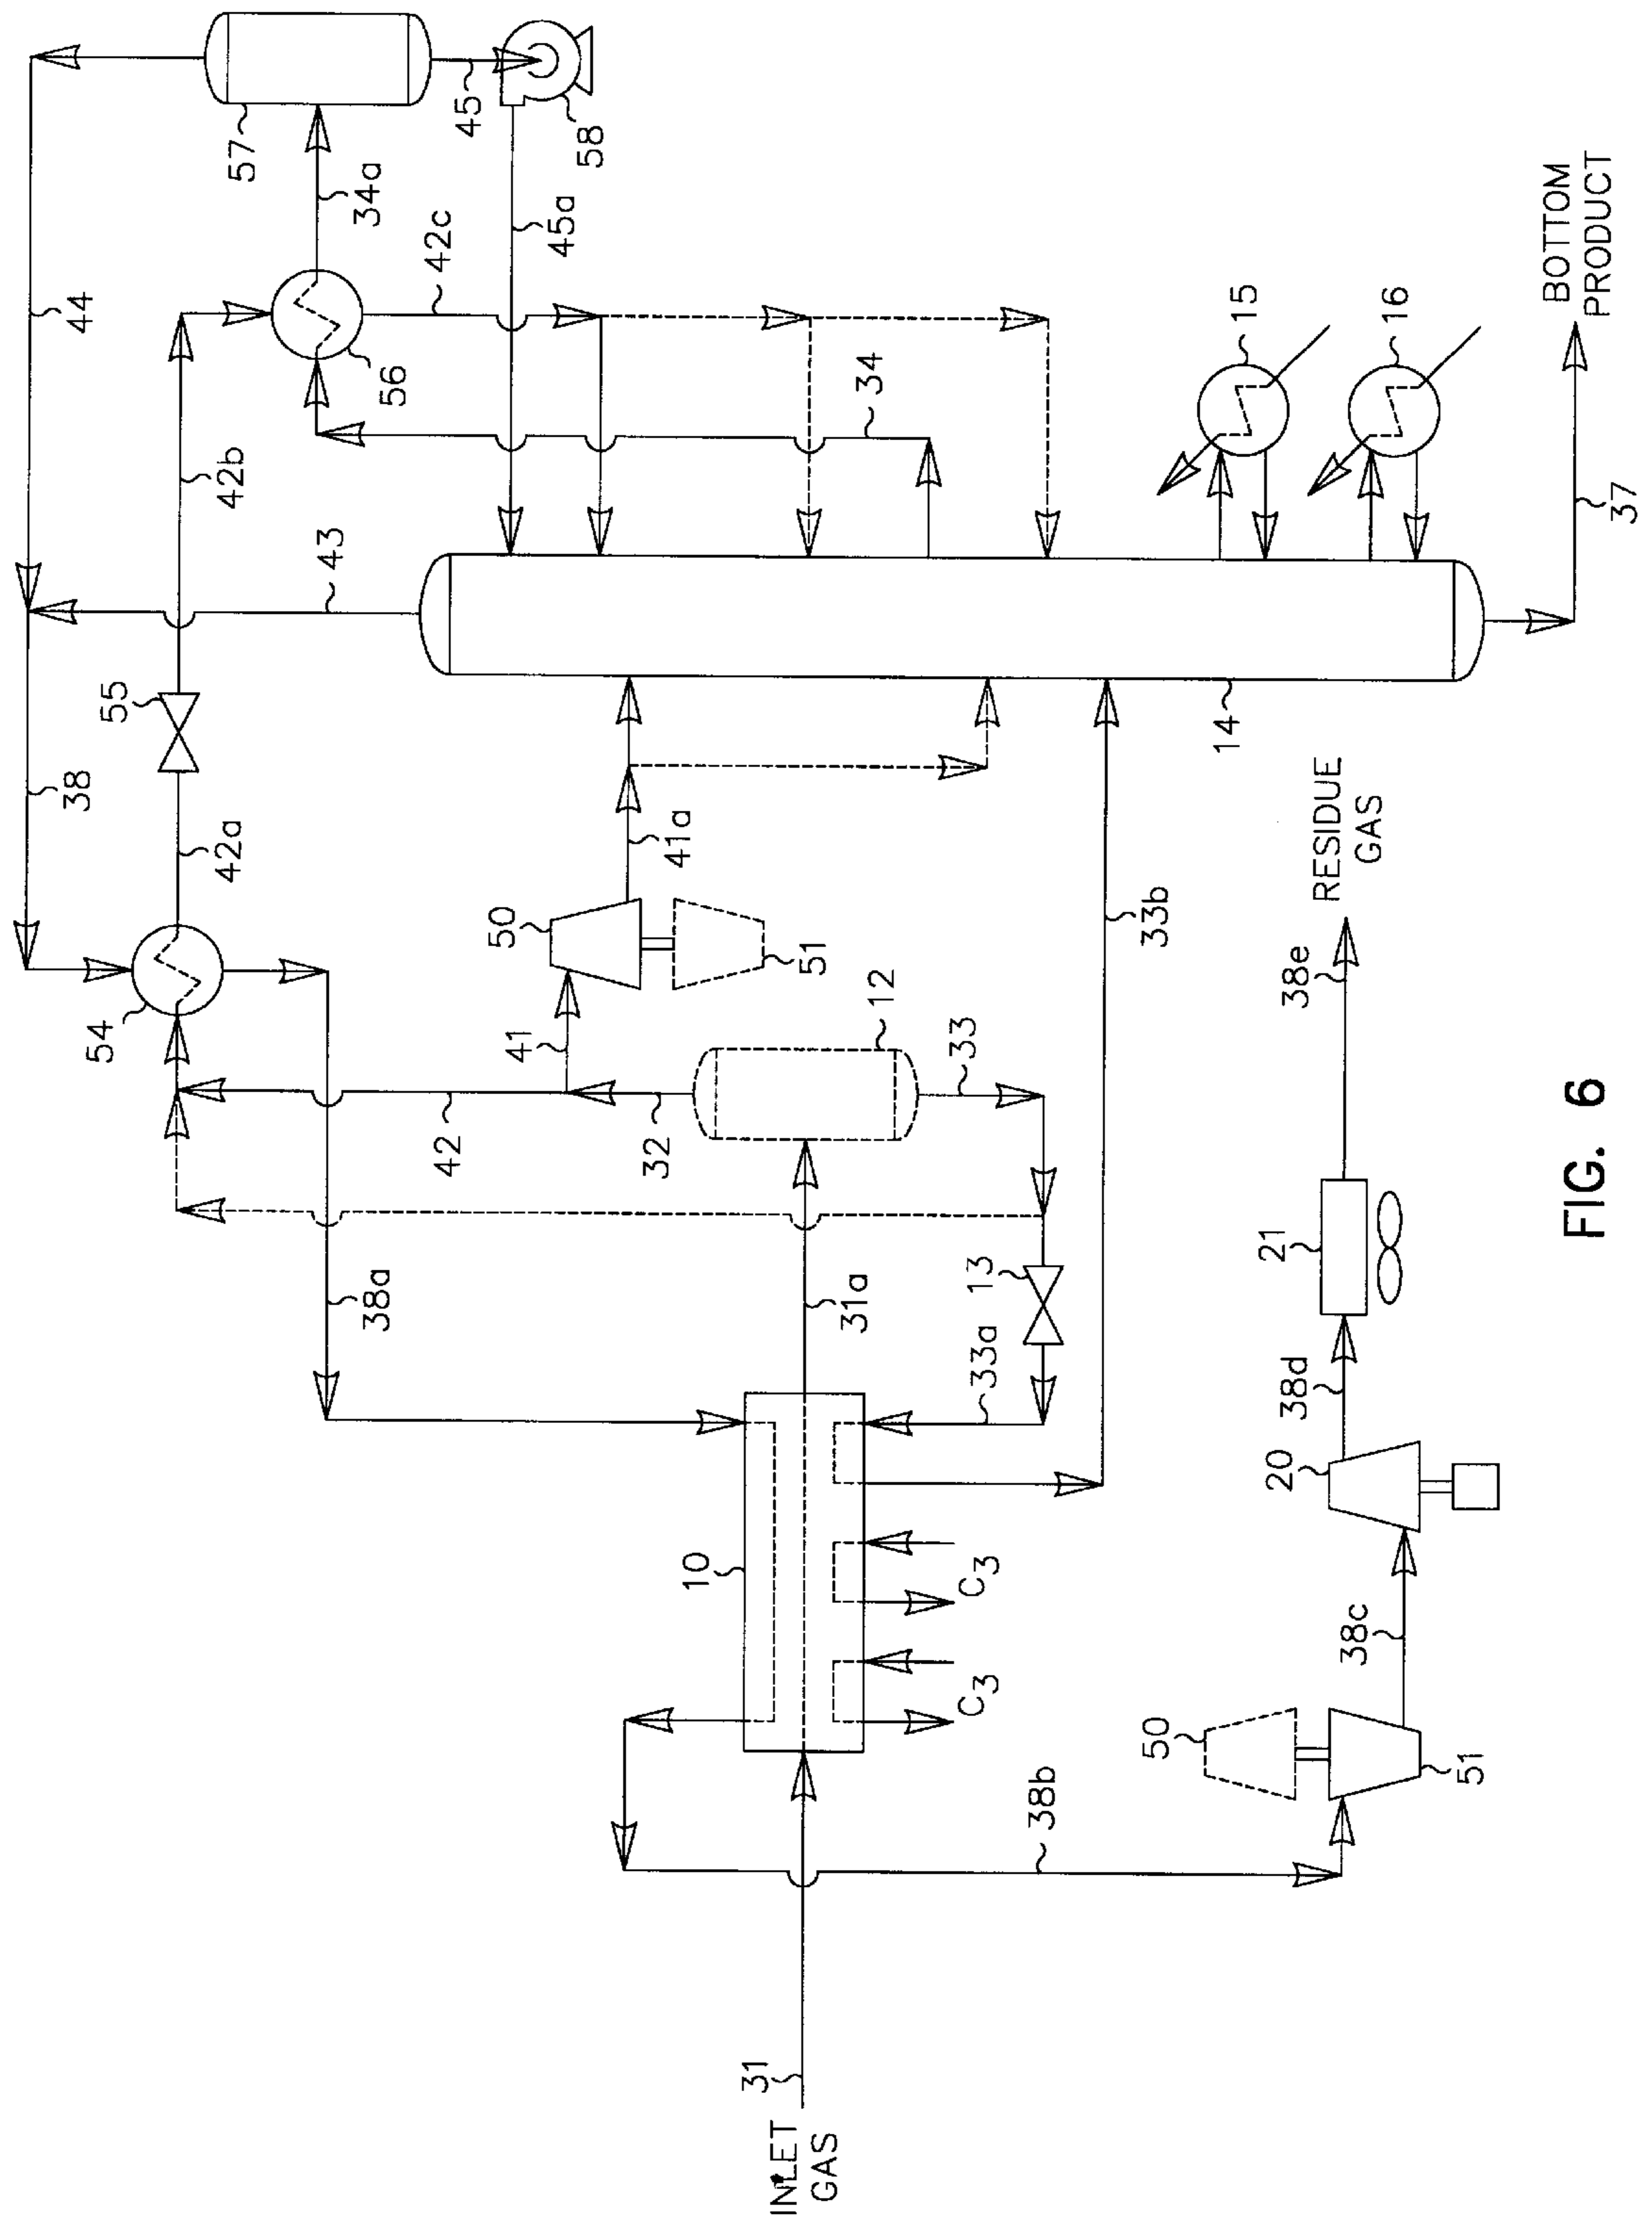 44
57
34a
45
58
38
42b
56
42c
45a
43
34
54
42a
55
15
16
BOTTOM
PRODUCT
37
14
50
41a
51
41
12
33
42
32
33b
38a
31a
13
33a
10
C3
C3
31
INLET
GAS
38b
50
51
38c
20
38d
21
38e
RESIDUE
GAS
FIG. 6